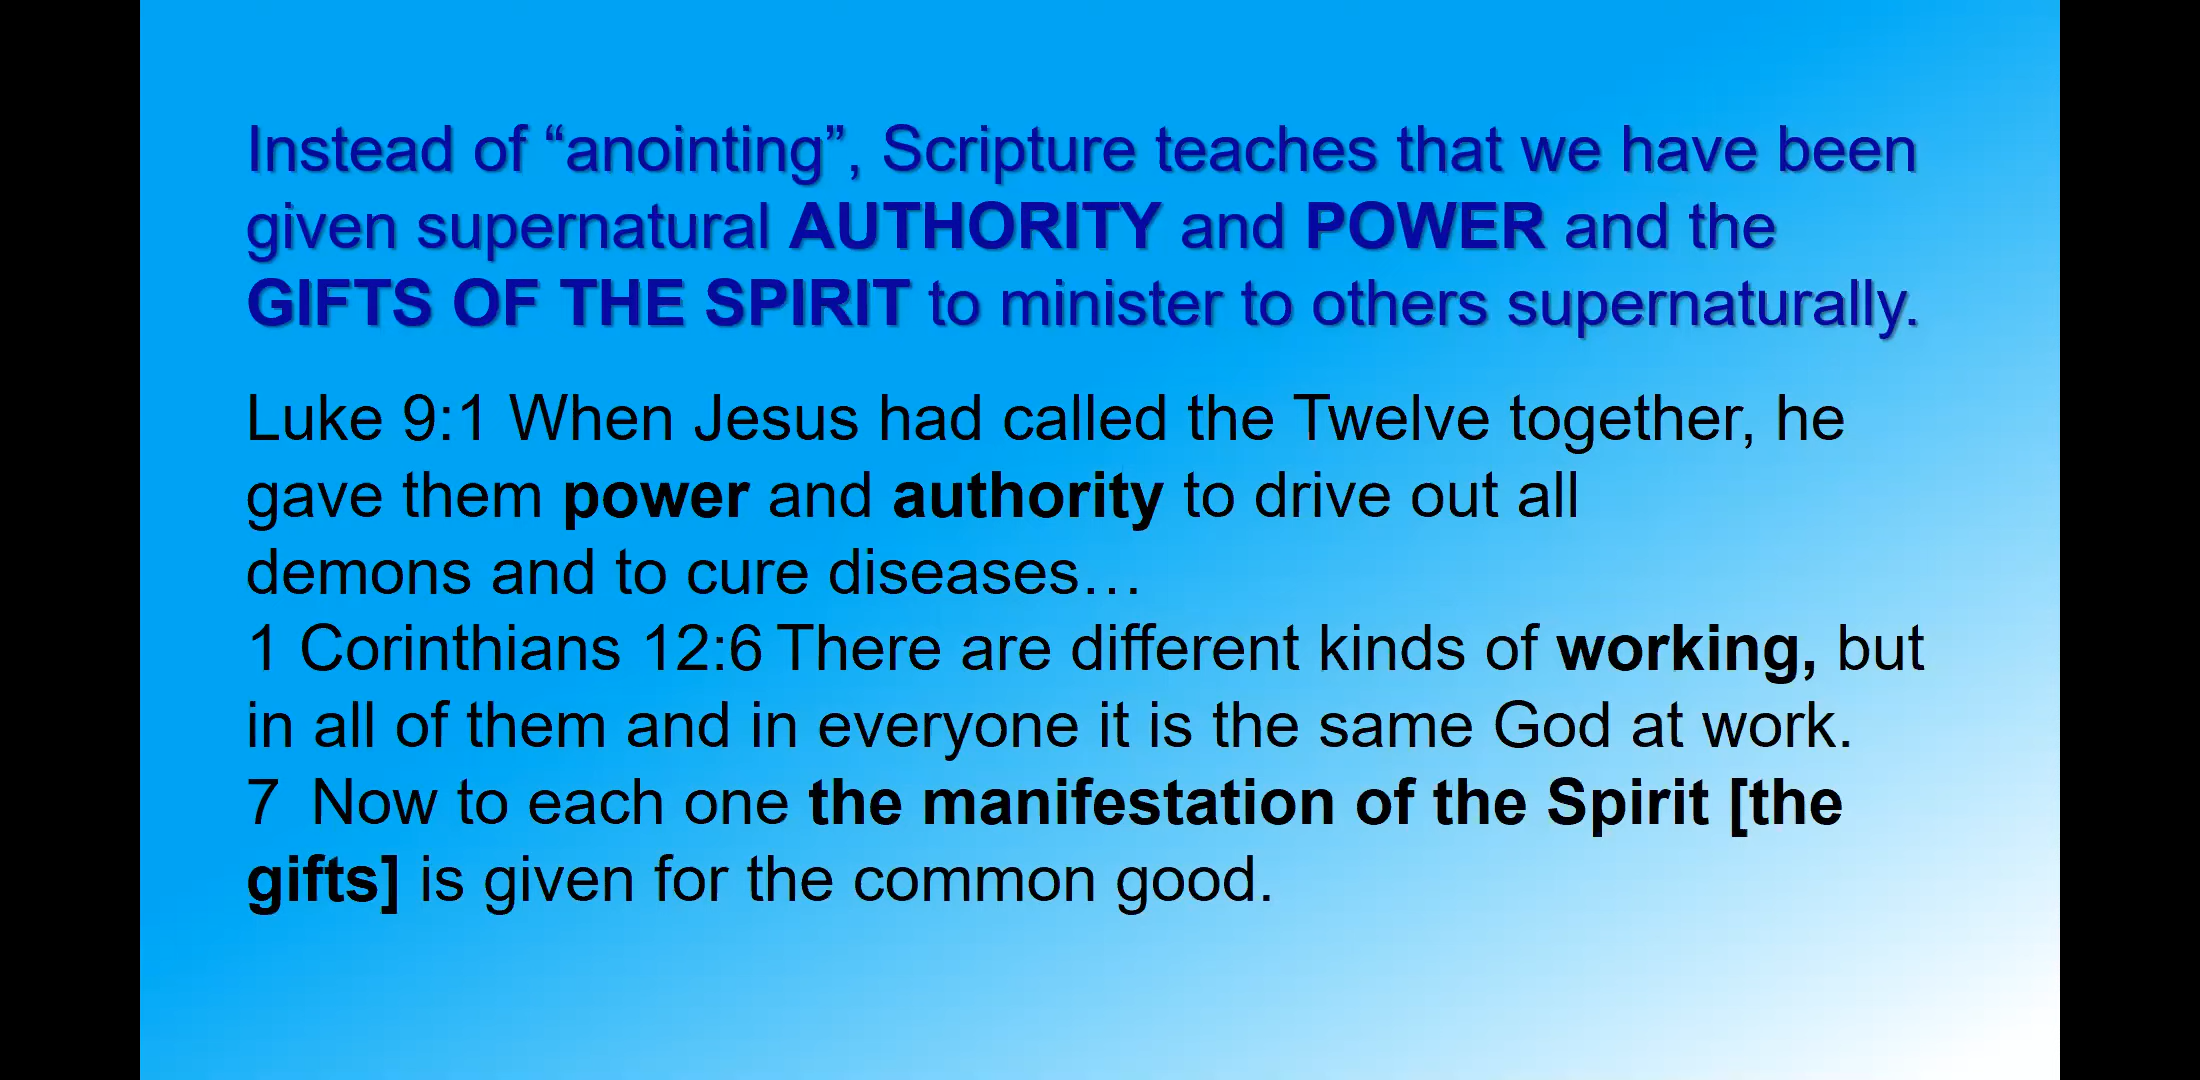 Instead of “anointing”, Scripture teaches that we have been
given supernatural AUTHORITY and POWER and the
GIFTS OF THE SPIRIT to minister to others supernaturally.
Luke 9:1 When Jesus had called the Twelve together, he
gave them power and authority to drive out all
demons and to cure diseases…
1 Corinthians 12:6 There are different kinds of working, but
in all of them and in everyone it is the same God at work.
7  Now to each one the manifestation of the Spirit [the
gifts] is given for the common good.